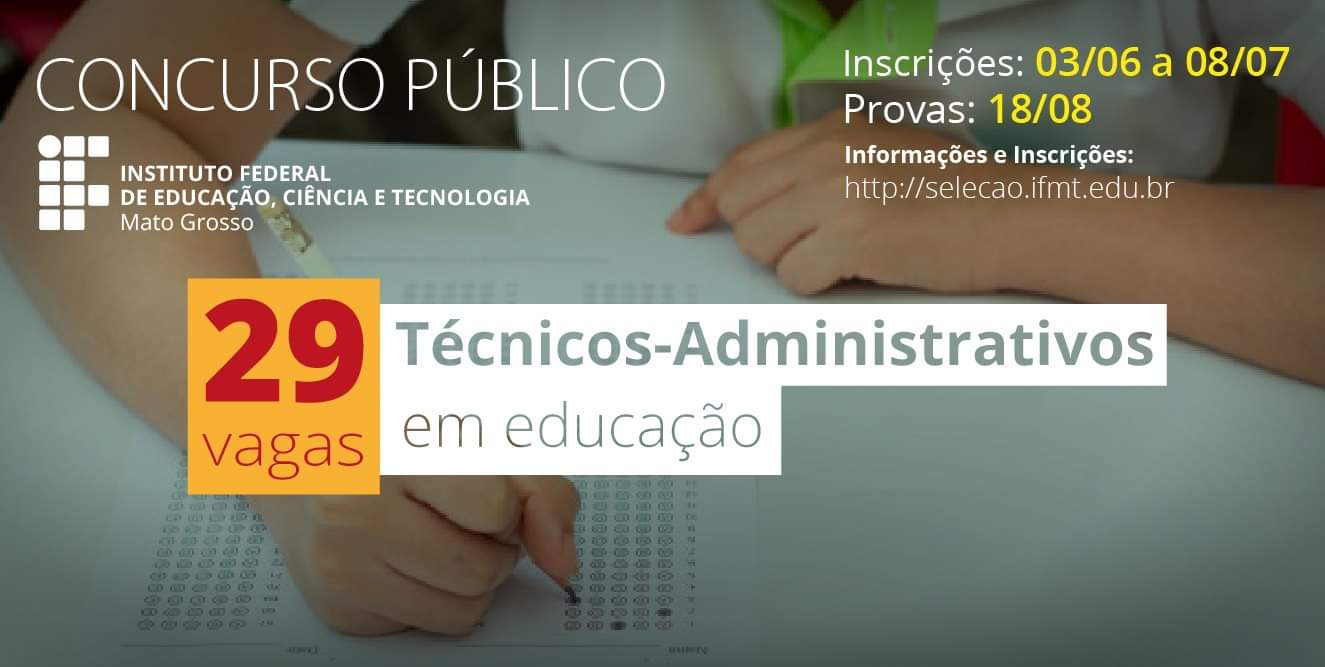 CONCURSO PÚBLICO
INSTITUTO FEDERAL
DE EDUCAÇÃO, CIÊNCIA E TECNOLOGIA
Mato Grosso
Inscrições: 03/06 a 08/07
Provas: 18/08
Informações e Inscrições:
http://selecao.ifmt.edu.br
29
vagas
Técnicos-Administrativos
em educação